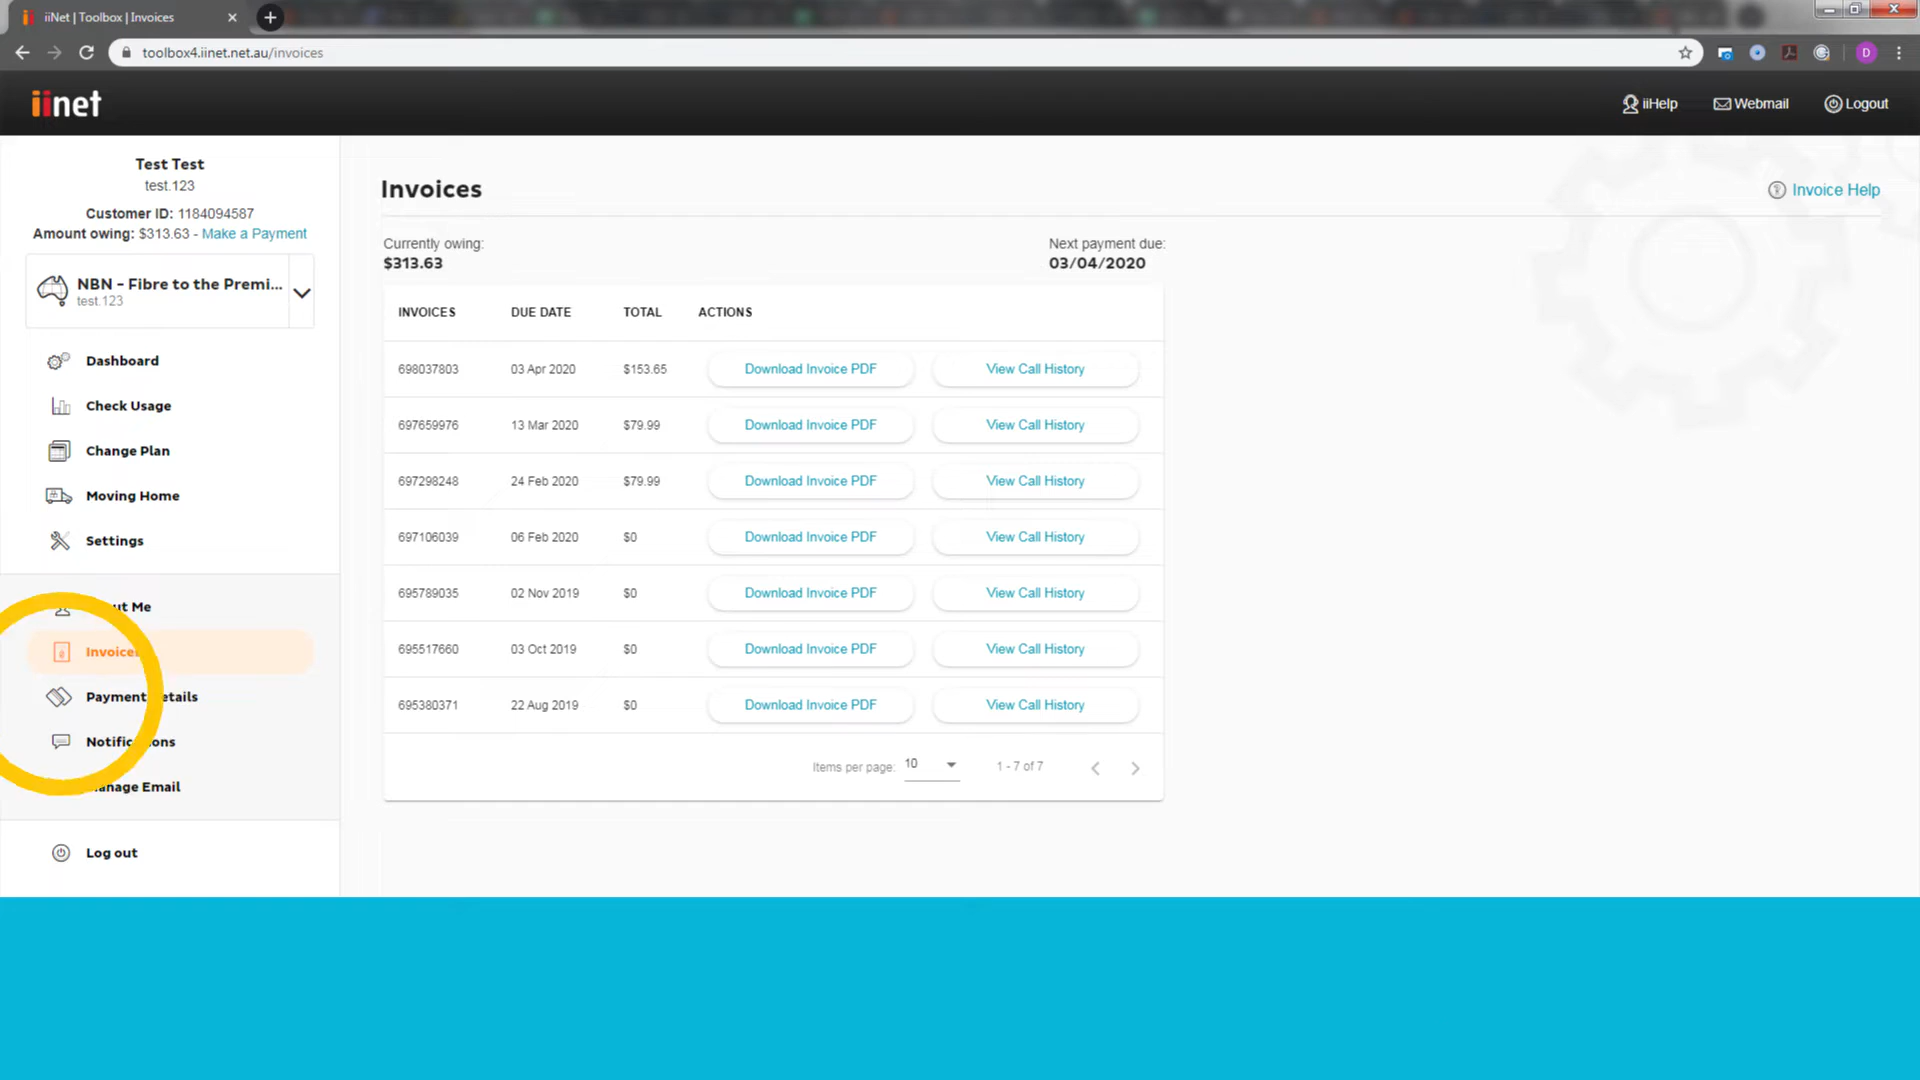 iiNet | Toolbox | Invoices
toolbox4.iinet.net.au/invoices
D
iinet
iiHelp
Webmail
Logout
Test Test
test.123
Customer ID: 1184094587
Amount owing: $313.63 - Make a Payment
NBN - Fibre to the Premi...
test.123
Dashboard
Check Usage
Change Plan
Moving Home
Settings
Me
Invoices
Payment Details
Notifications
Manage Email
Log out
Invoices
Invoice Help
Currently owing:
$313.63
Next payment due:
03/04/2020
INVOICES DUE DATE TOTAL ACTIONS
698037803 03 Apr 2020 $153.65 Download Invoice PDF View Call History
697659976 13 Mar 2020 $79.99 Download Invoice PDF View Call History
697298248 24 Feb 2020 $79.99 Download Invoice PDF View Call History
697106039 06 Feb 2020 $0 Download Invoice PDF View Call History
695789035 02 Nov 2019 $0 Download Invoice PDF View Call History
695517660 03 Oct 2019 $0 Download Invoice PDF View Call History
695380371 22 Aug 2019 $0 Download Invoice PDF View Call History
Items per page: 10 1 - 7 of 7